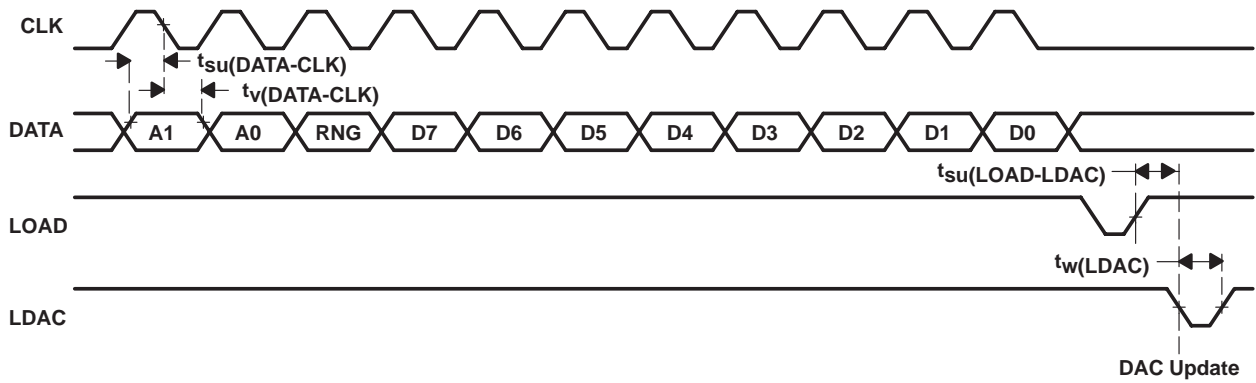 CLK
tsu(DATA-CLK)
tv(DATA-CLK)
DATA A1 A0 RNG D7 D6 D5 D4 D3 D2 D1 D0
tsu(LOAD-LDAC)
LOAD
tw(LDAC)
LDAC
DAC Update